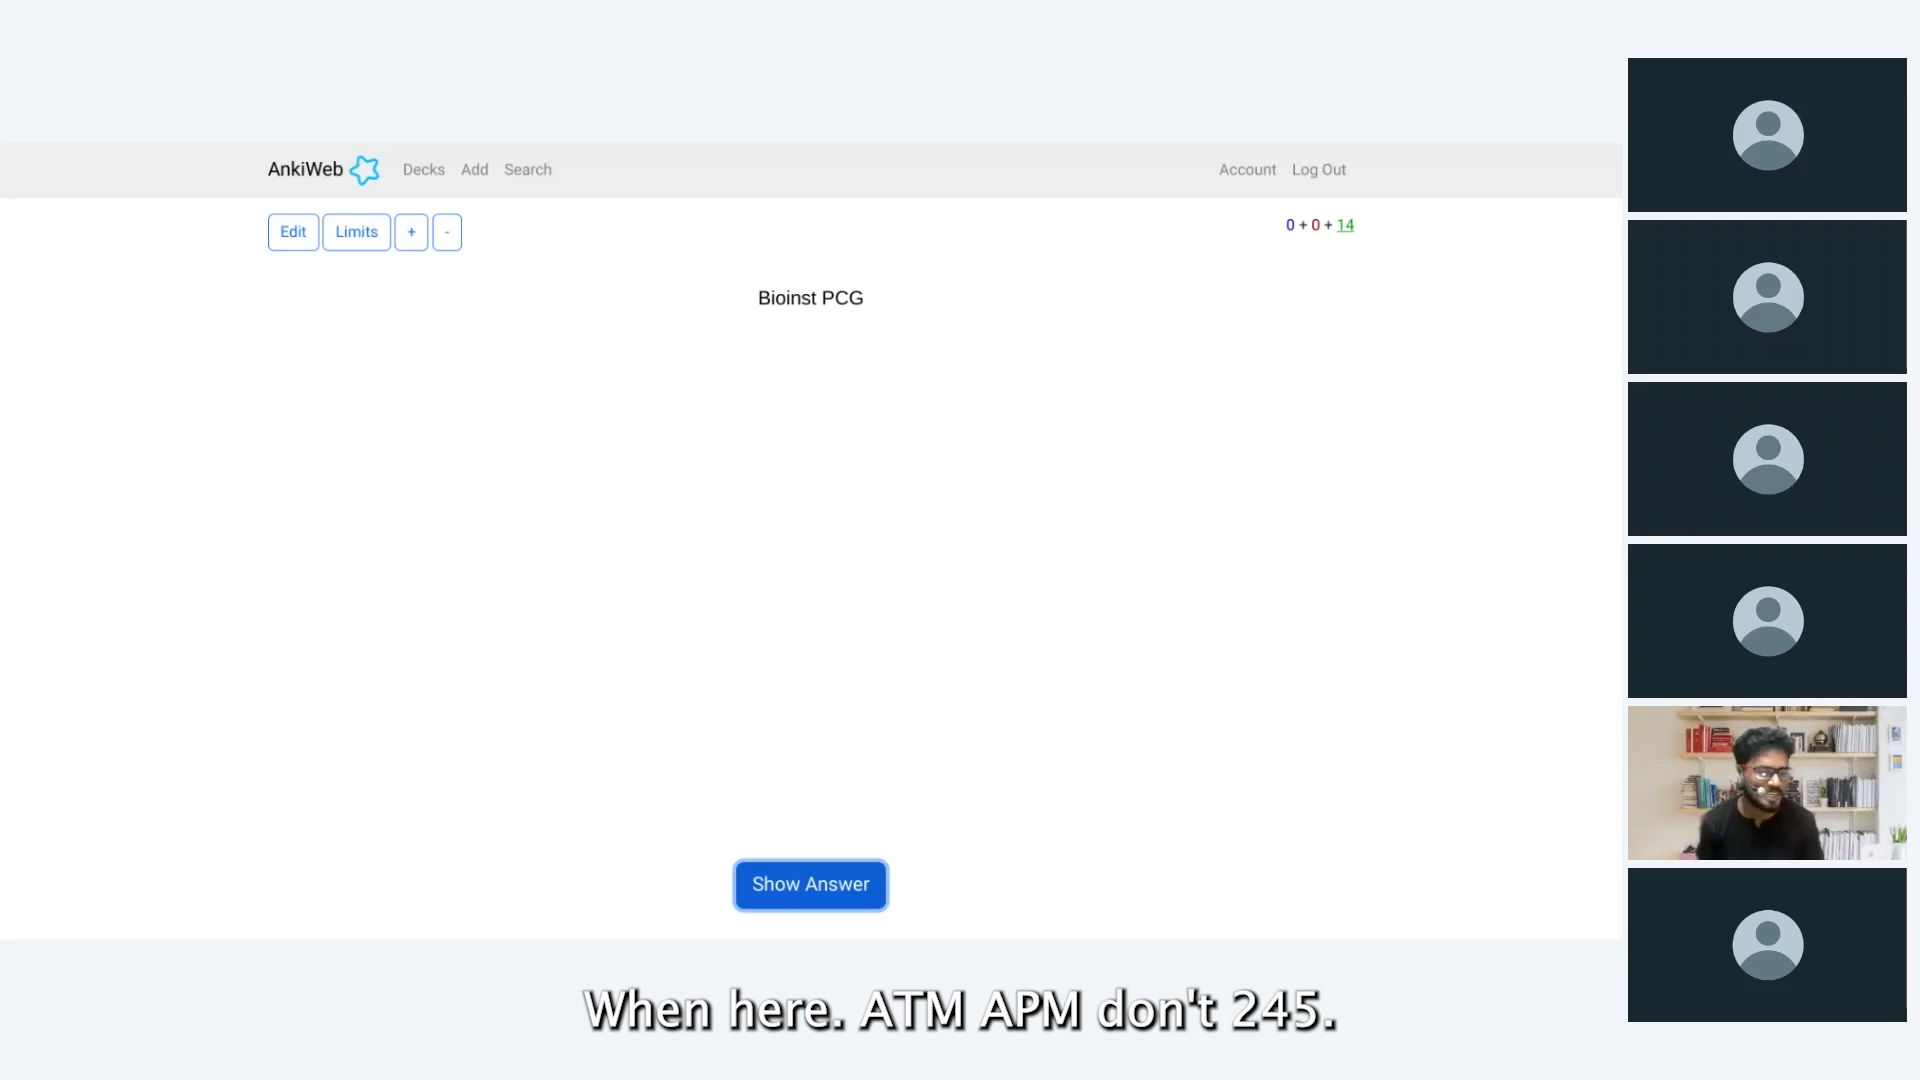 AnkiWeb Decks Add Search Account Log Out
Edit Limits + - 0 + 0 + 14
Bioinst PCG
Show Answer
When here. ATM APM don't 245.